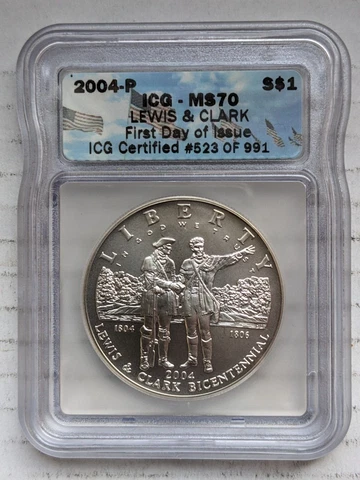 2004-P S$1
ICG - MS70
LEWIS & CLARK
First Day of Issue
ICG Certified #523 OF 991
LIBERTY
IN GOD WE TRUST
1804 1806
2004
LEWIS & CLARK BICENTENNIAL